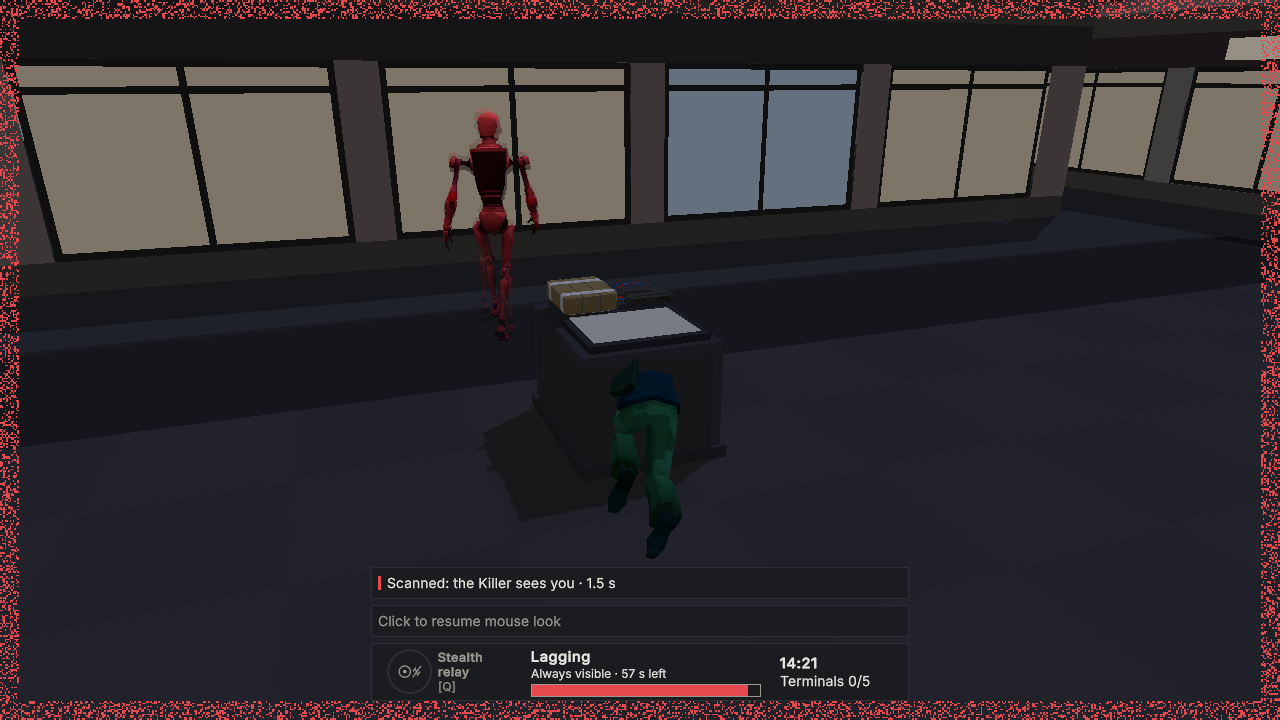 Scanned: the Killer sees you · 1.5 s
Click to resume mouse look
Stealth
relay
[Q]
Lagging
Always visible · 57 s left
14:21
Terminals 0/5